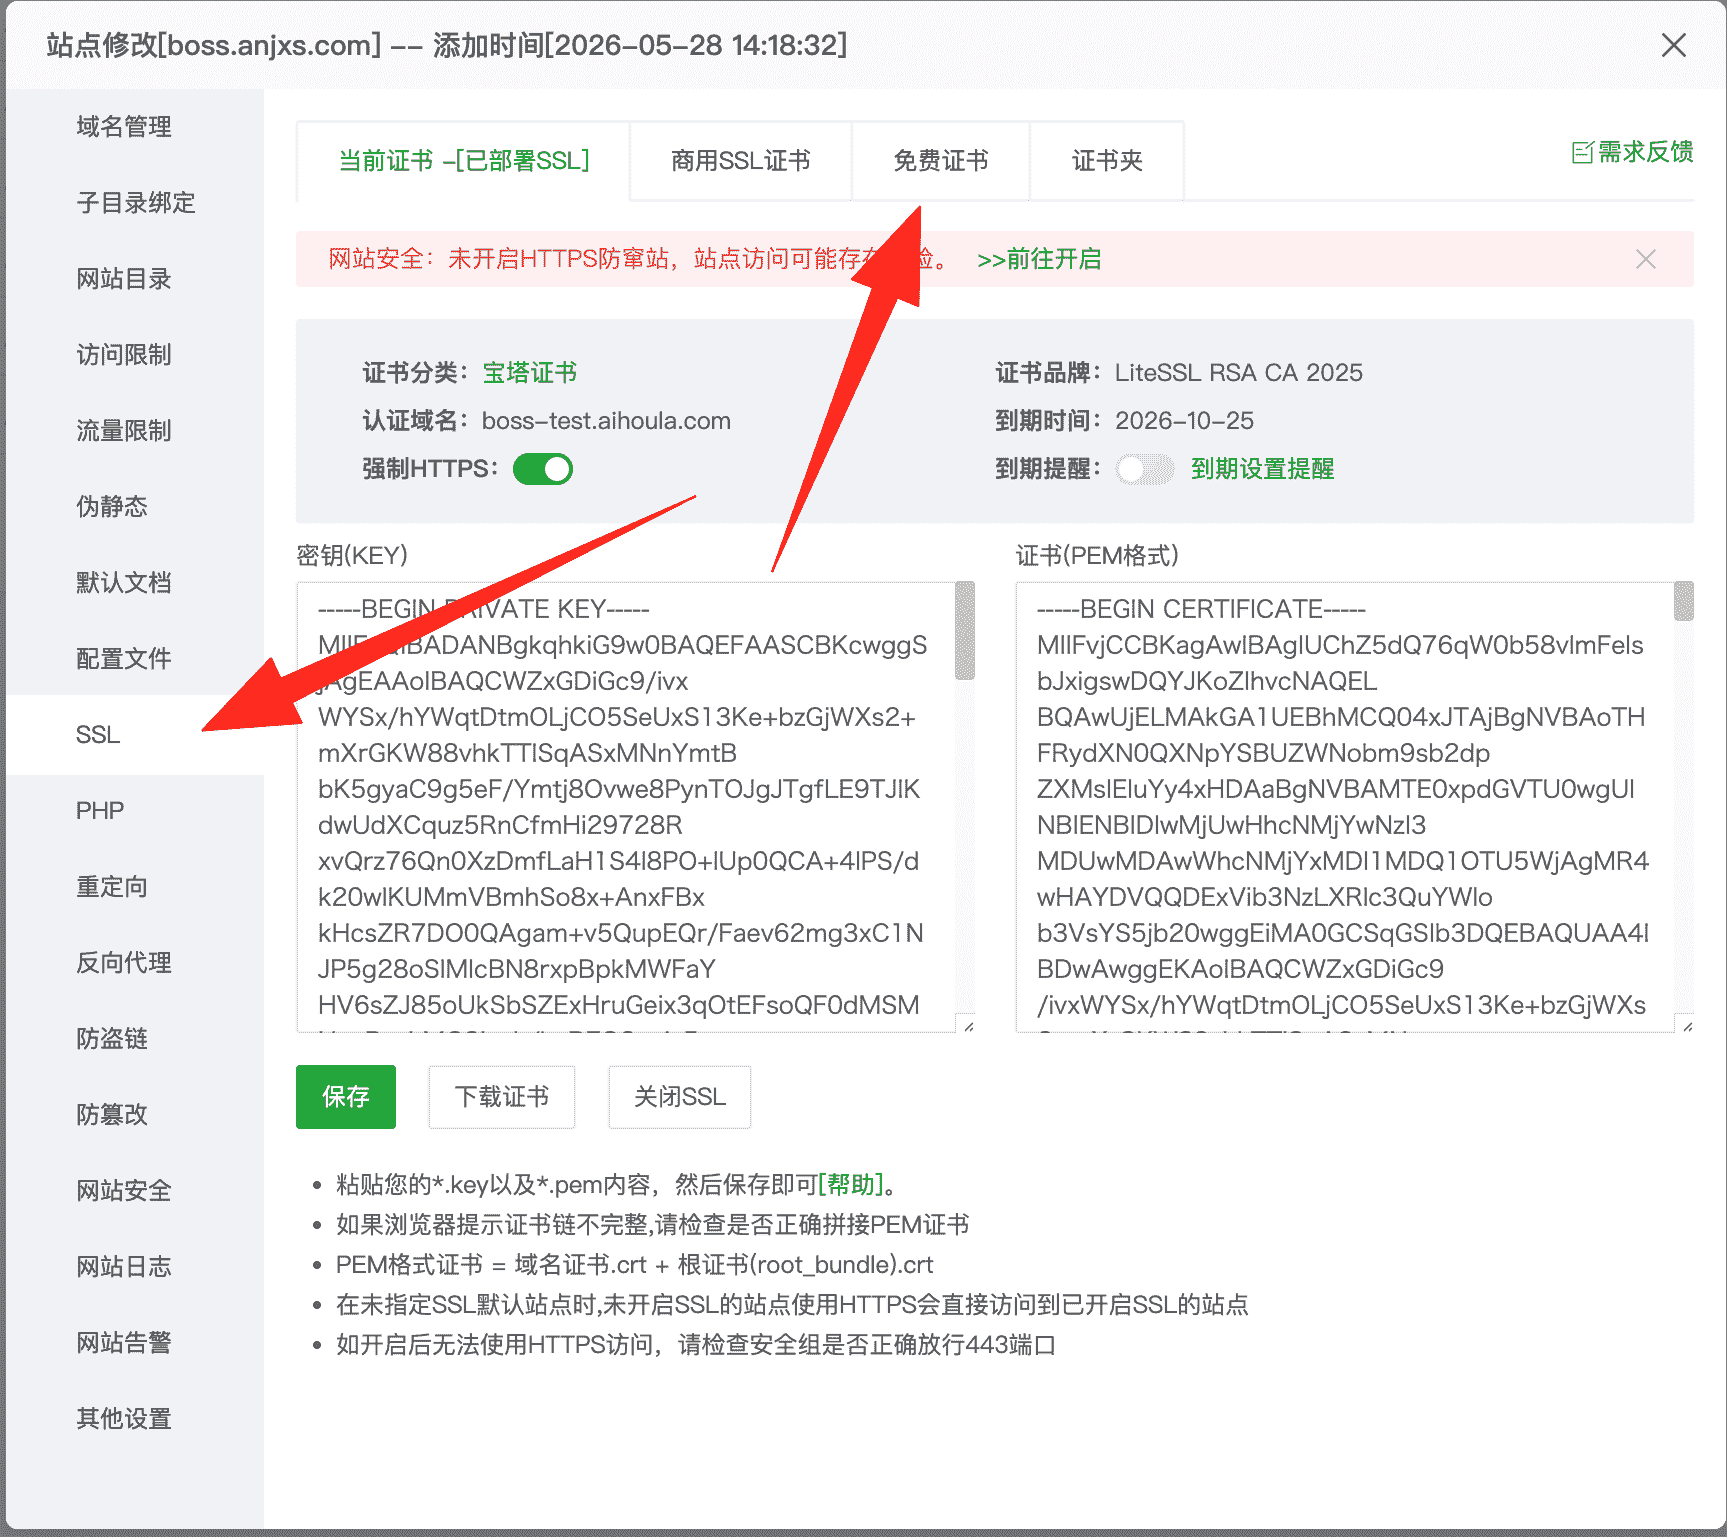 站点修改[boss.anjxs.com] -- 添加时间[2026-05-28 14:18:32]
域名管理
子目录绑定
网站目录
访问限制
流量限制
伪静态
默认文档
配置文件
SSL
PHP
重定向
反向代理
防盗链
防篡改
网站安全
网站日志
网站告警
其他设置
当前证书 -[已部署SSL]
商用SSL证书
免费证书
证书夹
需求反馈
网站安全：未开启HTTPS防窜站，站点访问可能存在 险。 >>前往开启
证书分类：宝塔证书
证书品牌：LiteSSL RSA CA 2025
认证域名：boss-test.aihoula.com
到期时间：2026-10-25
强制HTTPS：
到期提醒： 到期设置提醒
密钥(KEY)
-----BEGIN PRIVATE KEY-----
jAgEAAoIBAQCWZxGDiGc9/ivx
WYSx/hYWqtDtmOLjCO5SeUxS13Ke+bzGjWXs2+
mXrGKW88vhkTTlSqASxMNnYmtB
bK5gyaC9g5eF/Ymtj8Ovwe8PynTOJgJTgfLE9TJIK
dwUdXCquz5RnCfmHi29728R
xvQrz76Qn0XzDmfLaH1S4l8PO+lUp0QCA+4lPS/d
k20wlKUMmVBmhSo8x+AnxFBx
kHcsZR7DO0QAgam+v5QupEQr/Faev62mg3xC1N
JP5g28oSlMlcBN8rxpBpkMWFaY
HV6sZJ85oUkSbSZExHruGeix3qOtEFsoQF0dMSM
证书(PEM格式)
-----BEGIN CERTIFICATE-----
MIIFvjCCBKagAwIBAgIUChZ5dQ76qW0b58vlmFels
bJxigswDQYJKoZIhvcNAQEL
BQAwUjELMAkGA1UEBhMCQ04xJTAjBgNVBAoTH
FRydXN0QXNpYSBUZWNobm9sb2dp
ZXMsIEluYy4xHDAaBgNVBAMTE0xpdGVTU0wgUl
NBIENBIDIwMjUwHhcNMjYwNzI3
MDUwMDAwWhcNMjYxMDI1MDQ1OTU5WjAgMR4
wHAYDVQQDExVib3NzLXRlc3QuYWlo
b3VsYS5jb20wggEiMA0GCSqGSIb3DQEBAQUAA4I
BDwAwggEKAoIBAQCWZxGDiGc9
/ivxWYSx/hYWqtDtmOLjCO5SeUxS13Ke+bzGjWXs
保存
下载证书
关闭SSL
粘贴您的*.key以及*.pem内容，然后保存即可[帮助]。
如果浏览器提示证书链不完整,请检查是否正确拼接PEM证书
PEM格式证书 = 域名证书.crt + 根证书(root_bundle).crt
在未指定SSL默认站点时,未开启SSL的站点使用HTTPS会直接访问到已开启SSL的站点
如开启后无法使用HTTPS访问，请检查安全组是否正确放行443端口